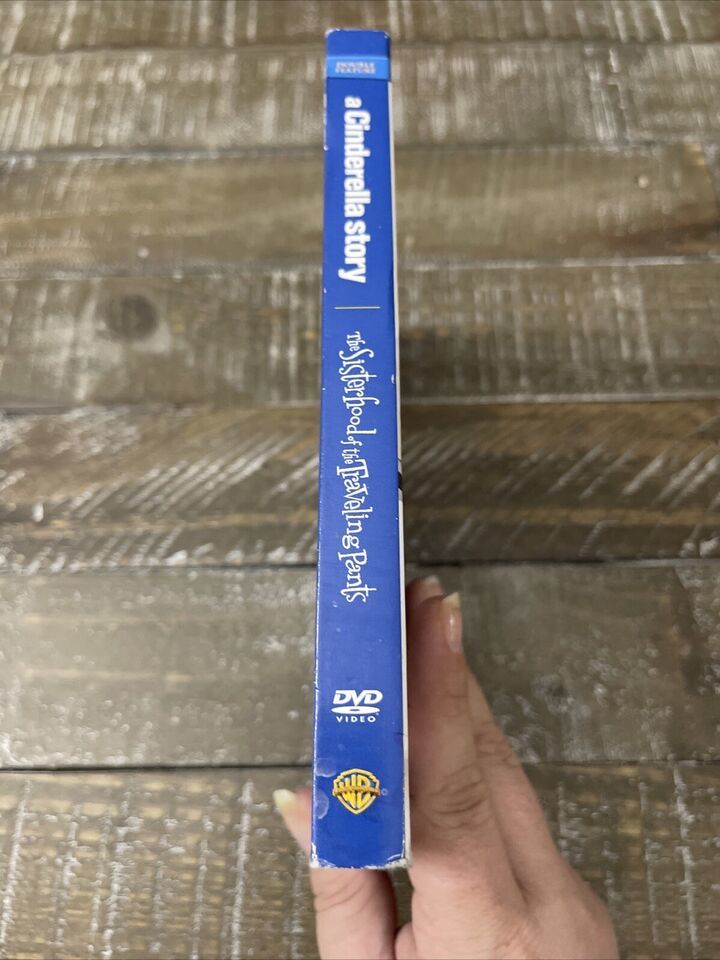 DOUBLE
FEATURE
a Cinderella story
The Sisterhood of the Traveling Pants
DVD
VIDEO
WB